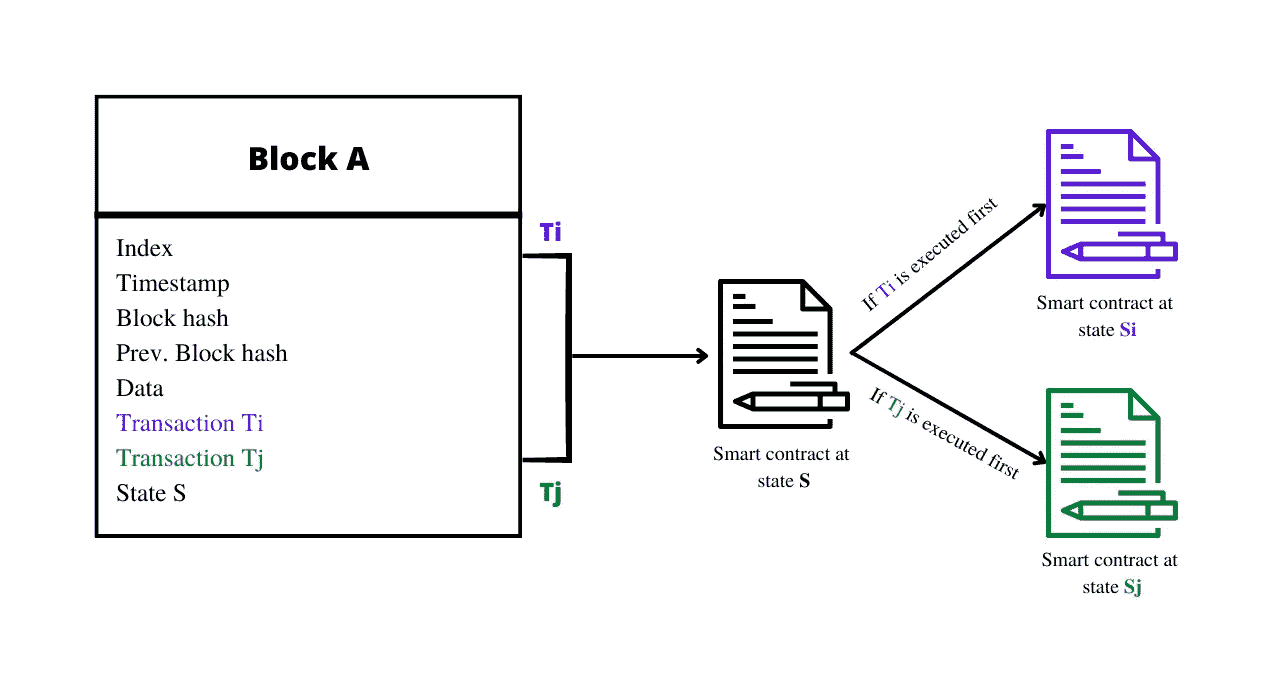 Block A
Index
Timestamp
Block hash
Prev. Block hash
Data
Transaction Ti
Transaction Tj
State S
Ti
Tj
Smart contract at
state S
If Ti is executed first
If Tj is executed first
Smart contract at
state Si
Smart contract at
state Sj